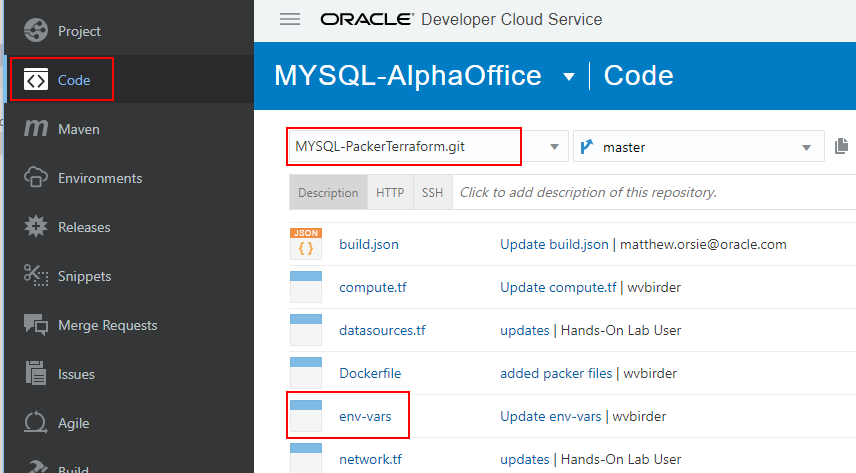 Project
Code
Maven
Environments
Releases
Snippets
Merge Requests
Issues
Agile
Build
ORACLE Developer Cloud Service
MYSQL-AlphaOffice Code
MYSQL-PackerTerraform.git master
Description HTTP SSH Click to add description of this repository.
JSON
build.json Update build.json | matthew.orsie@oracle.com
compute.tf Update compute.tf | wvbirder
datasources.tf updates | Hands-On Lab User
Dockerfile added packer files | wvbirder
env-vars Update env-vars | wvbirder
network.tf updates | Hands-On Lab User